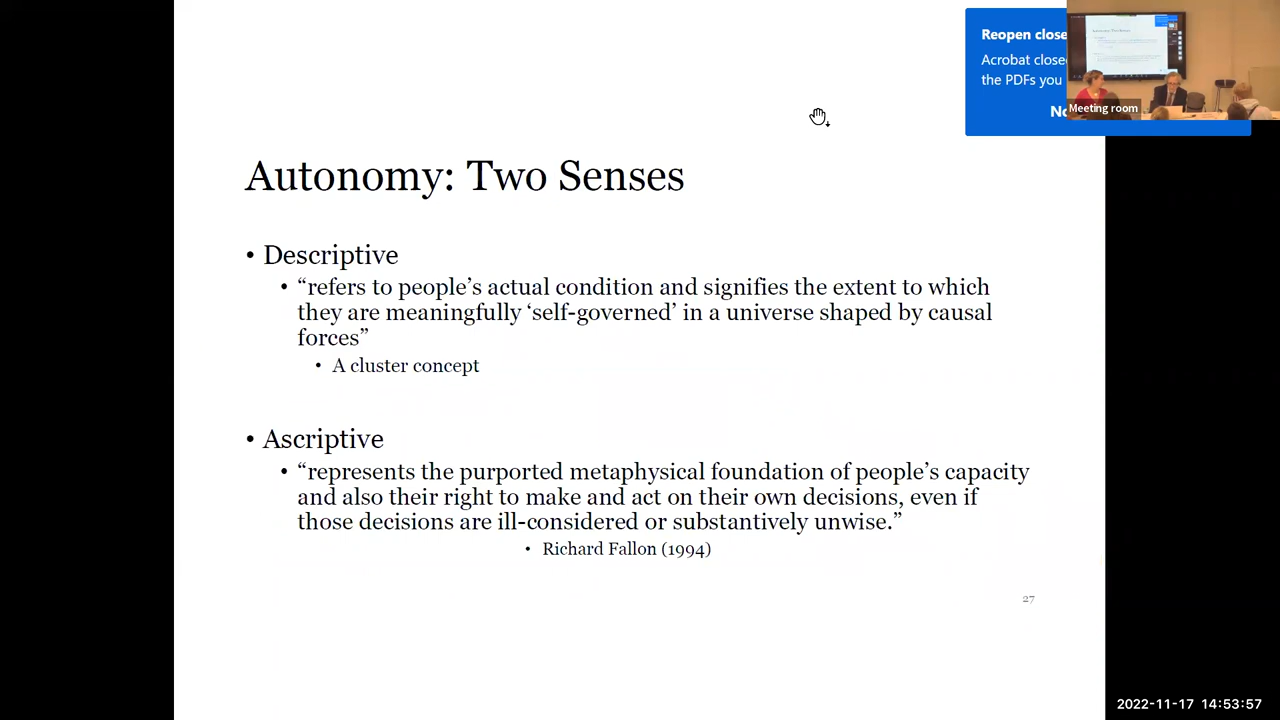 Reopen close
Acrobat close
the PDFs you
No
Meeting room
Autonomy: Two Senses
• Descriptive
• “refers to people’s actual condition and signifies the extent to which
they are meaningfully ‘self-governed’ in a universe shaped by causal
forces”
• A cluster concept
• Ascriptive
• “represents the purported metaphysical foundation of people’s capacity
and also their right to make and act on their own decisions, even if
those decisions are ill-considered or substantively unwise.”
• Richard Fallon (1994)
27
2022-11-17 14:53:57